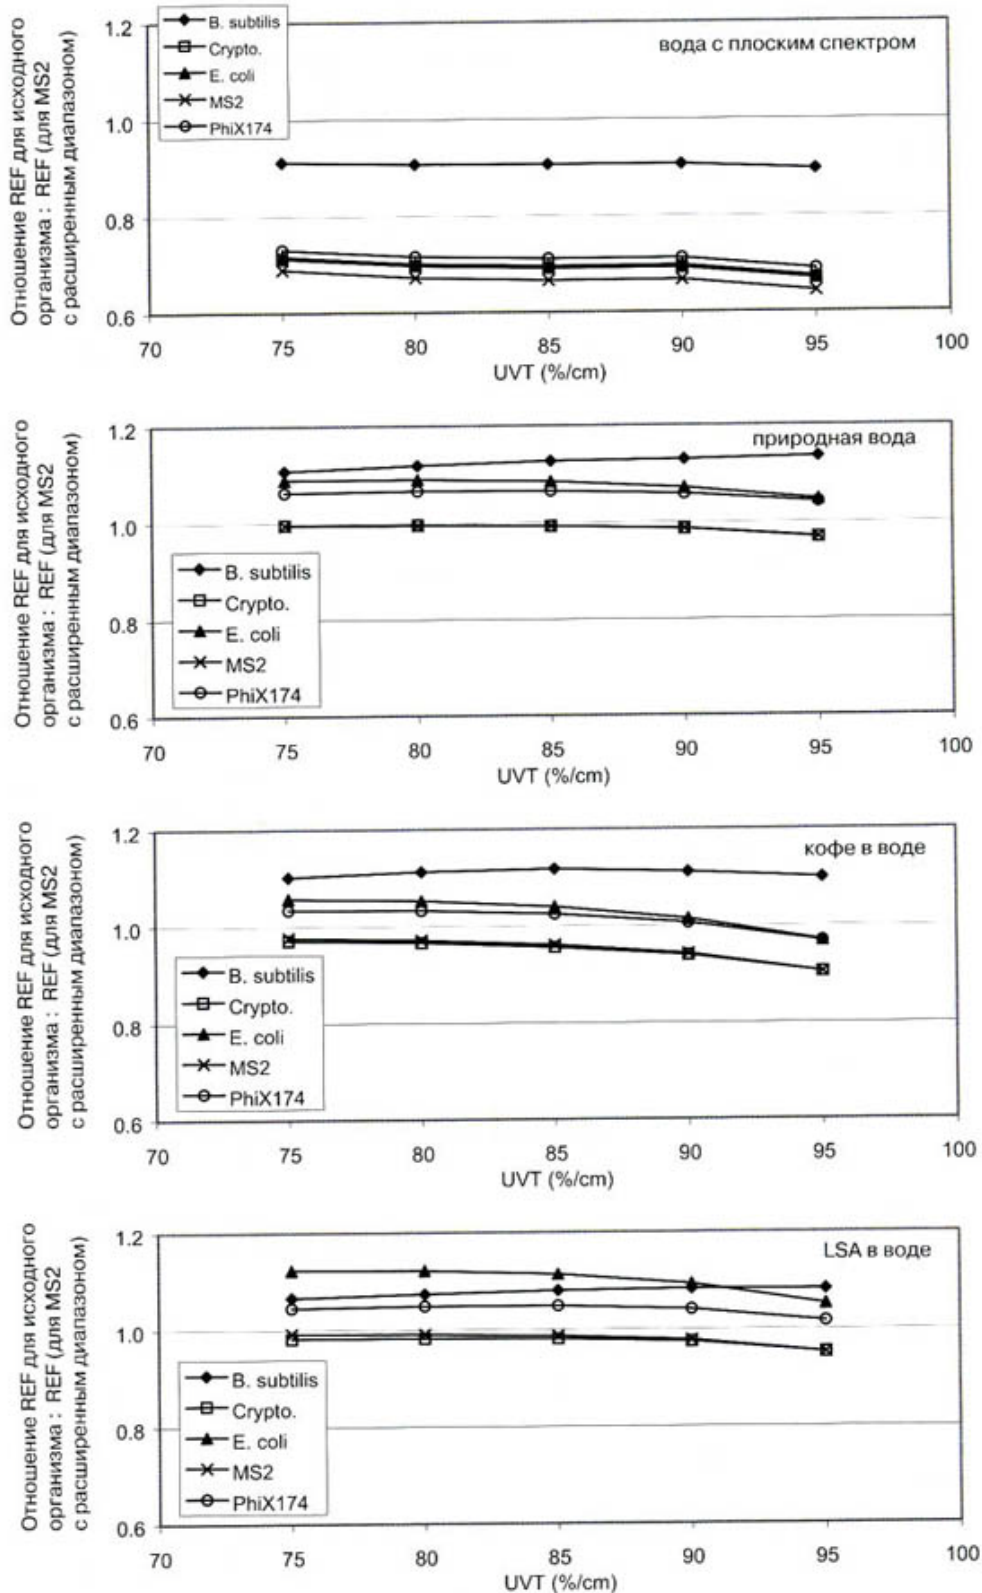 Отношение REF для исходного
организма : REF (для MS2
с расширенным диапазоном)
1.2
1.0
0.8
0.6
B. subtilis
Crypto.
E. coli
MS2
PhiX174
вода с плоским спектром
70 75 80 85 90 95 100
UVT (%/cm)
Отношение REF для исходного
организма : REF (для MS2
с расширенным диапазоном)
1.2
1.0
0.8
0.6
природная вода
B. subtilis
Crypto.
E. coli
MS2
PhiX174
70 75 80 85 90 95 100
UVT (%/cm)
Отношение REF для исходного
организма : REF (для MS2
с расширенным диапазоном)
1.2
1.0
0.8
0.6
кофе в воде
B. subtilis
Crypto.
E. coli
MS2
PhiX174
70 75 80 85 90 95 100
UVT (%/cm)
Отношение REF для исходного
организма : REF (для MS2
с расширенным диапазоном)
1.2
1.0
0.8
0.6
LSA в воде
B. subtilis
Crypto.
E. coli
MS2
PhiX174
70 75 80 85 90 95 100
UVT (%/cm)